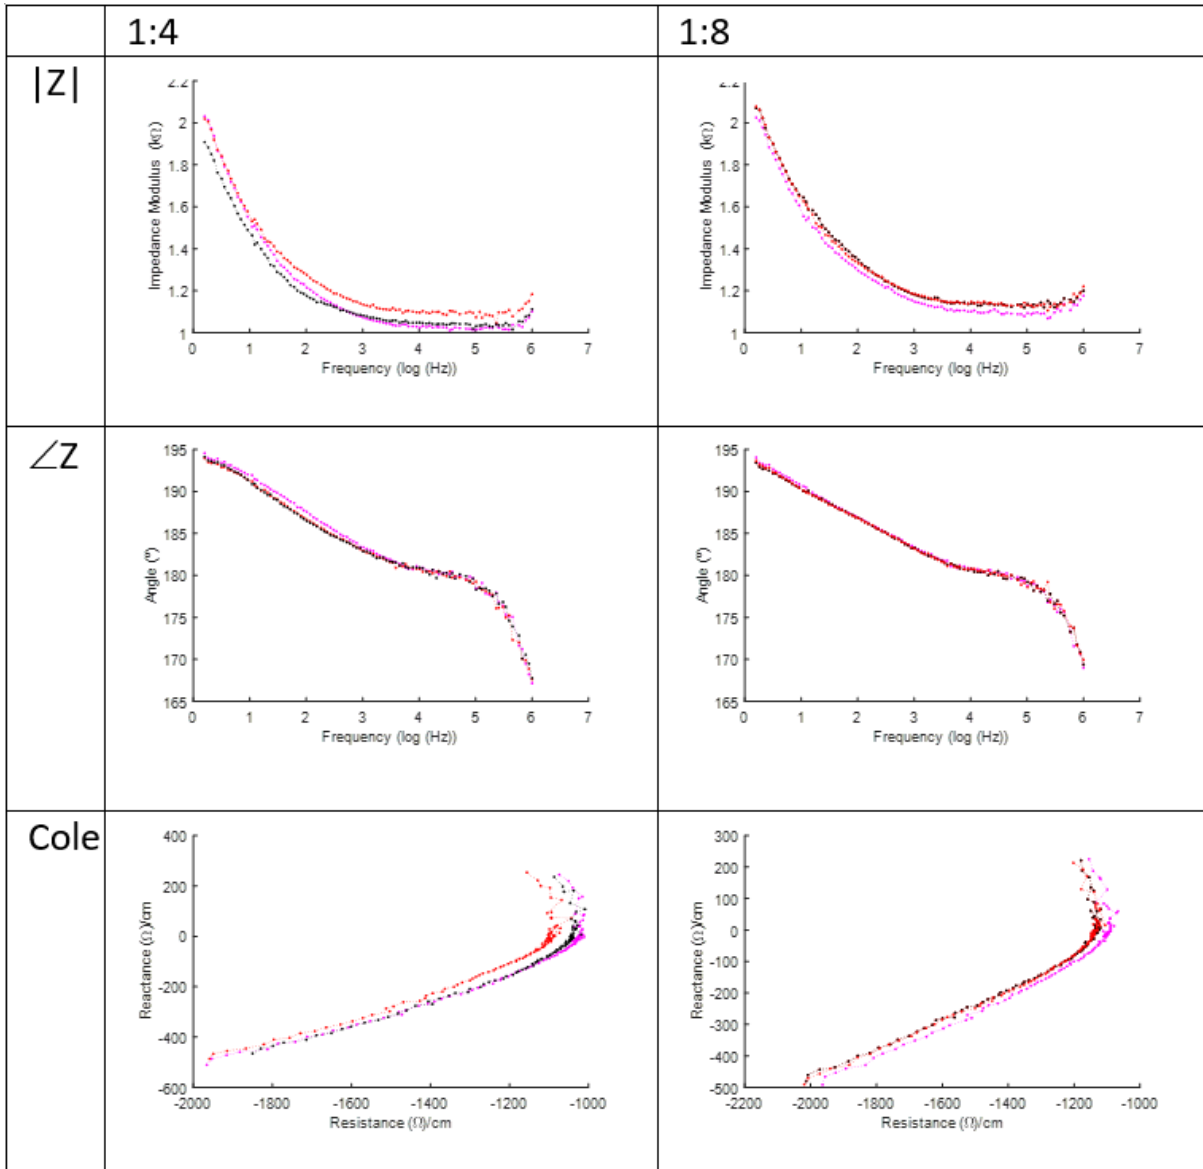 1:4 1:8
|Z|
2.2
2
1.8
1.6
1.4
1.2
1
0 1 2 3 4 5 6 7
Impedance Modulus (kΩ)
Frequency (log (Hz))
2.2
2
1.8
1.6
1.4
1.2
1
0 1 2 3 4 5 6 7
Impedance Modulus (kΩ)
Frequency (log (Hz))
∠Z
195
190
185
180
175
170
165
0 1 2 3 4 5 6 7
Angle (º)
Frequency (log (Hz))
195
190
185
180
175
170
165
0 1 2 3 4 5 6 7
Angle (º)
Frequency (log (Hz))
Cole
400
200
0
-200
-400
-600
-2000 -1800 -1600 -1400 -1200 -1000
Reactance (Ω)/cm
Resistance (Ω)/cm
300
200
100
0
-100
-200
-300
-400
-500
-2200 -2000 -1800 -1600 -1400 -1200 -1000
Reactance (Ω)/cm
Resistance (Ω)/cm